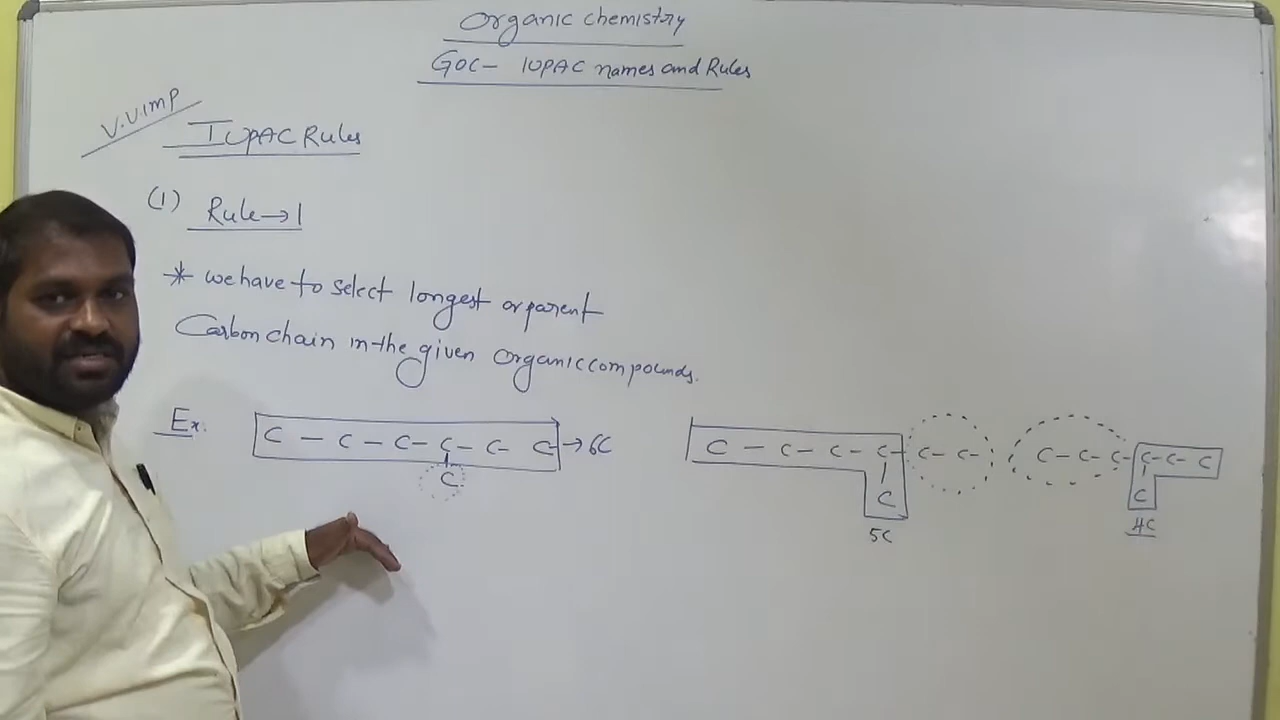 Organic chemistry
GOC- IUPAC names and Rules
V.V.IMP
IUPAC Rules
(1) Rule→1
* we have to select longest or parent
Carbon chain in the given organic compounds.
Ex. C - C - C - C - C - C →6C
C
C - C - C - C - C - C -
C
5C
C - C - C - C - C - C
C
4C